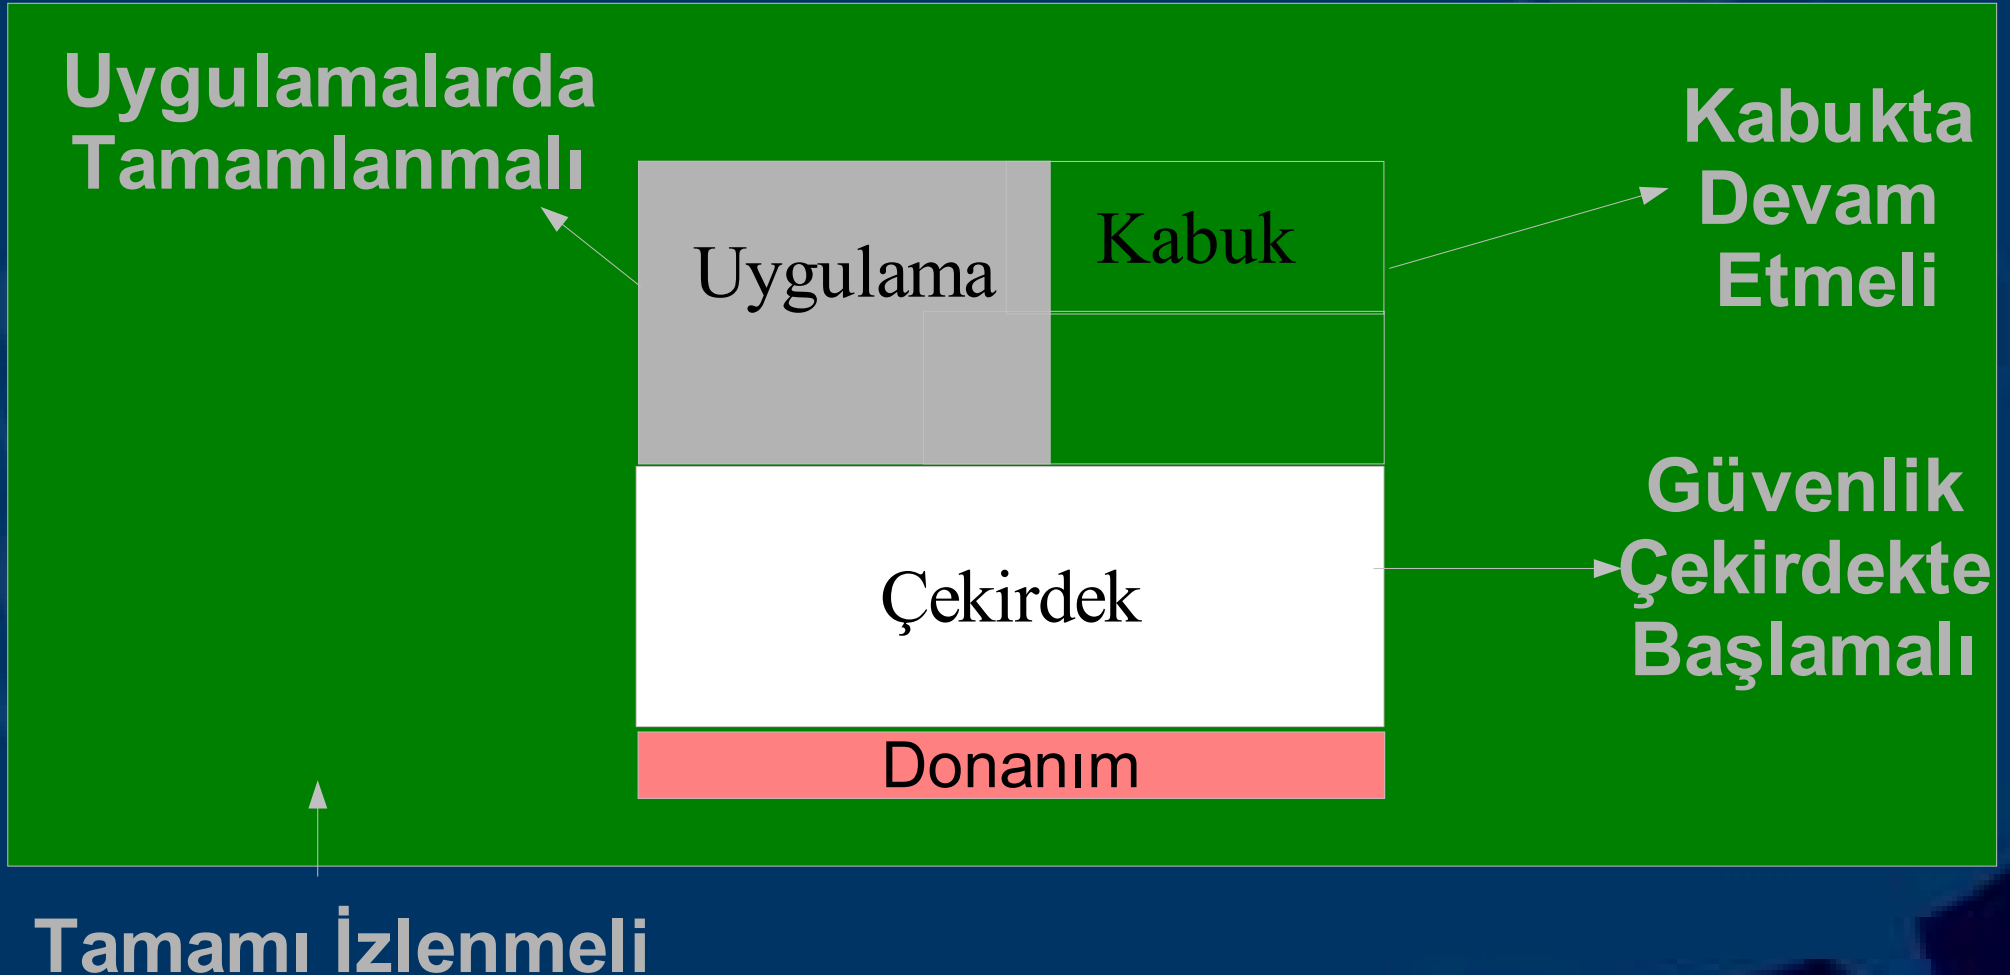 Uygulamalarda
Tamamlanmalı
Kabukta
Devam
Etmeli
Uygulama
Kabuk
Güvenlik
Çekirdekte
Başlamalı
Çekirdek
Donanım
Tamamı İzlenmeli